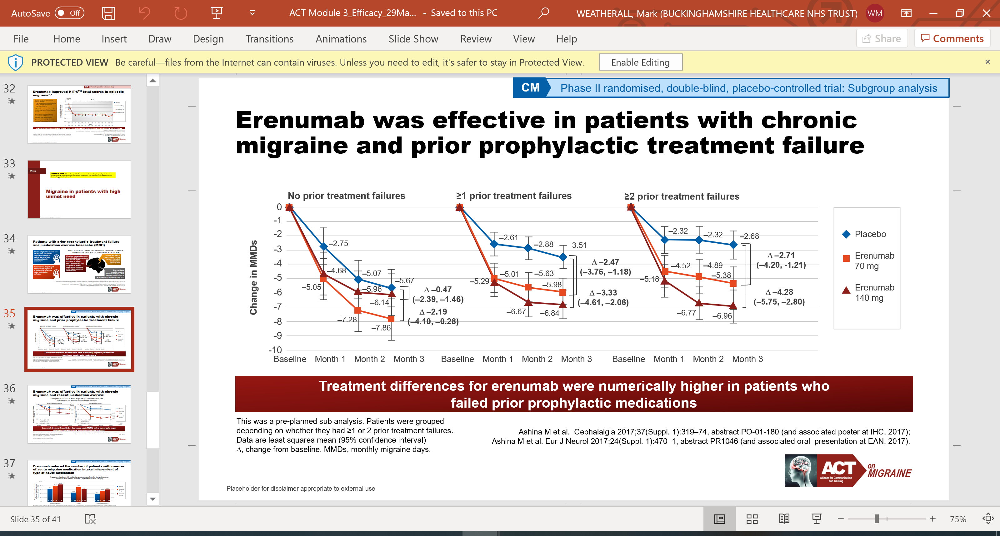 AutoSave Off ACT Module 3_Efficacy_29Ma... - Saved to this PC WEATHERALL, Mark (BUCKINGHAMSHIRE HEALTHCARE NHS TRUST) WM
File Home Insert Draw Design Transitions Animations Slide Show Review View Help Share Comments
PROTECTED VIEW Be careful—files from the Internet can contain viruses. Unless you need to edit, it's safer to stay in Protected View. Enable Editing
32
Erenumab improved HIT-6™ total scores in episodic
migraine1,2
33
Efficacy
Migraine in patients with high
unmet need
34
Patients with prior prophylactic treatment failure
and medication overuse headache (MOH)
35
Erenumab was effective in patients with chronic
migraine and prior prophylactic treatment failure
Treatment differences for erenumab were numerically higher in patients who
failed prior prophylactic medications
36
Erenumab was effective in patients with chronic
migraine and recent medication overuse
Erenumab treatment resulted in decreased acute MSMU with a numerically larger
treatment difference in the medication overuse subgroup
37
Erenumab reduced the number of patients with overuse
of acute migraine medication intake independent of
type of acute medication
CM Phase II randomised, double-blind, placebo-controlled trial: Subgroup analysis
Erenumab was effective in patients with chronic
migraine and prior prophylactic treatment failure
No prior treatment failures
≥1 prior treatment failures
≥2 prior treatment failures
Change in MMDs
0
-1
-2
-3
-4
-5
-6
-7
-8
-9
-10
–2.75
–4.68
–5.05
–5.07
–5.96
–7.28
–5.67
–6.14
–7.86
Δ –0.47
(–2.39, –1.46)
Δ –2.19
(–4.10, –0.28)
–2.61
–2.88
3.51
–5.01
–5.29
–5.63
–5.98
–6.67
–6.84
Δ –2.47
(–3.76, –1.18)
Δ –3.33
(–4.61, –2.06)
–2.32
–2.32
–2.68
–4.52
–4.89
–5.38
–5.18
–6.77
–6.96
Δ –2.71
(–4.20, -1.21)
Δ –4.28
(–5.75, –2.80)
Baseline Month 1 Month 2 Month 3 Baseline Month 1 Month 2 Month 3 Baseline Month 1 Month 2 Month 3
Placebo
Erenumab
70 mg
Erenumab
140 mg
Treatment differences for erenumab were numerically higher in patients who
failed prior prophylactic medications
This was a pre-planned sub analysis. Patients were grouped
depending on whether they had ≥1 or 2 prior treatment failures.
Data are least squares mean (95% confidence interval)
Δ, change from baseline. MMDs, monthly migraine days.
Ashina M et al. Cephalalgia 2017;37(Suppl. 1):319–74, abstract PO-01-180 (and associated poster at IHC, 2017);
Ashina M et al. Eur J Neurol 2017;24(Suppl. 1):470–1, abstract PR1046 (and associated oral presentation at EAN, 2017).
ACT on MIGRAINE
Alliance for Communication
and Training
Placeholder for disclaimer appropriate to external use
Slide 35 of 41 75%